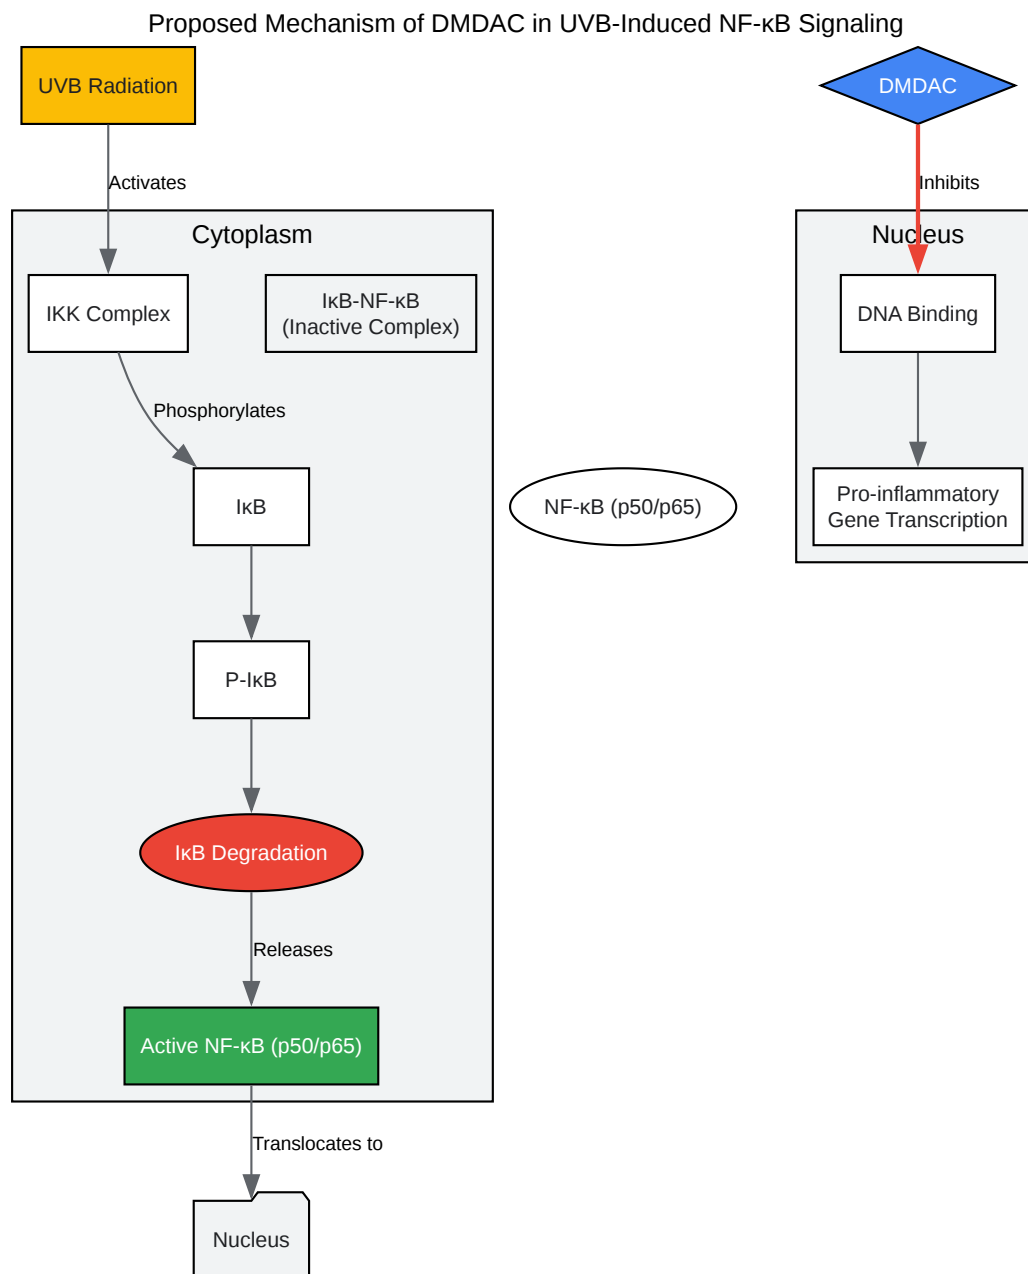 Proposed Mechanism of DMDAC in UVB-Induced NF-κB Signaling
UVB Radiation
DMDAC
Activates
Inhibits
Cytoplasm
Nucleus
IKK Complex
IκB-NF-κB
(Inactive Complex)
DNA Binding
Phosphorylates
IκB
NF-κB (p50/p65)
Pro-inflammatory
Gene Transcription
P-IκB
IκB Degradation
Releases
Active NF-κB (p50/p65)
Translocates to
Nucleus